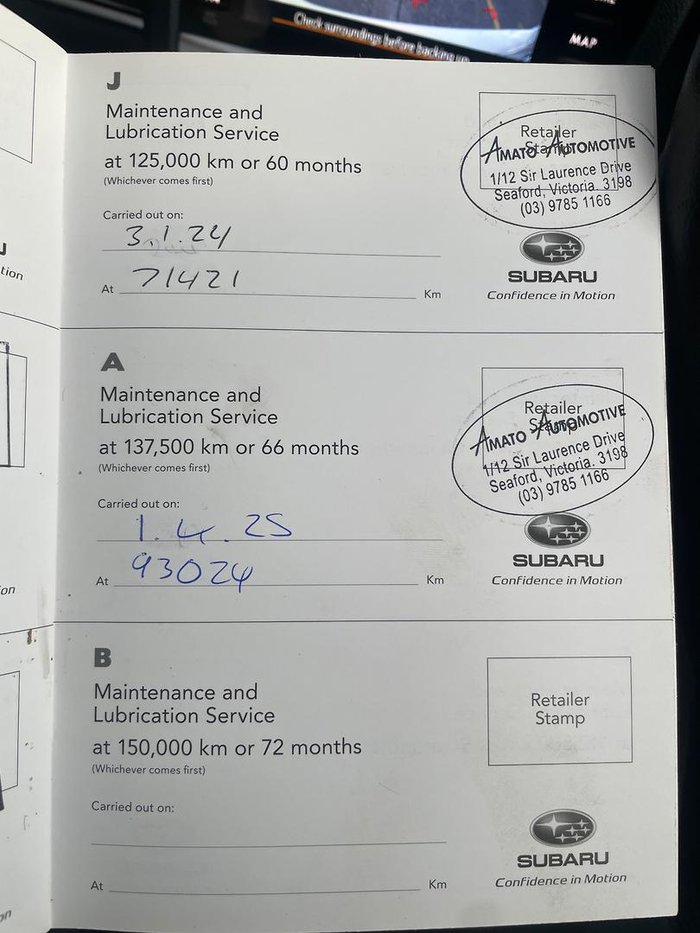 Check surroundings before backing up
MAP
J
Maintenance and
Lubrication Service
at 125,000 km or 60 months
(Whichever comes first)
Carried out on:
3.1.24
At 71421 Km
Retailer
Stamp
AMATO AUTOMOTIVE
1/12 Sir Laurence Drive
Seaford, Victoria. 3198
(03) 9785 1166
SUBARU
Confidence in Motion
A
Maintenance and
Lubrication Service
at 137,500 km or 66 months
(Whichever comes first)
Carried out on:
1.4.25
At 93024 Km
Retailer
Stamp
AMATO AUTOMOTIVE
1/12 Sir Laurence Drive
Seaford, Victoria. 3198
(03) 9785 1166
SUBARU
Confidence in Motion
B
Maintenance and
Lubrication Service
at 150,000 km or 72 months
(Whichever comes first)
Carried out on:
At Km
Retailer
Stamp
SUBARU
Confidence in Motion